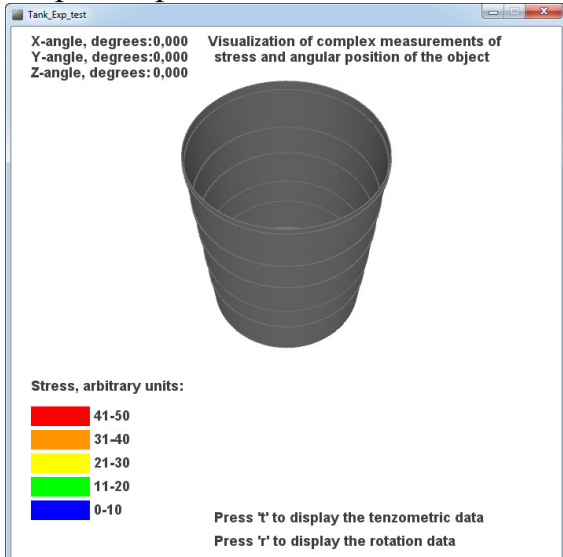 Tank_Exp_test
X-angle, degrees:0,000
Y-angle, degrees:0,000
Z-angle, degrees:0,000
Visualization of complex measurements of
stress and angular position of the object
Stress, arbitrary units:
41-50
31-40
21-30
11-20
0-10
Press 't' to display the tenzometric data
Press 'r' to display the rotation data